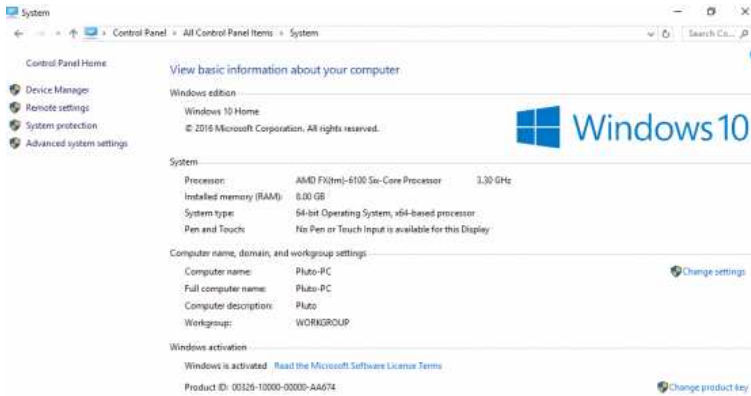 System
Control Panel > All Control Panel Items > System
Search Co...
Control Panel Home
Device Manager
Remote settings
System protection
Advanced system settings
View basic information about your computer
Windows edition
Windows 10 Home
© 2016 Microsoft Corporation. All rights reserved.
Windows 10
System
Processor: AMD FX(tm)-6100 Six-Core Processor 3.30 GHz
Installed memory (RAM): 8.00 GB
System type: 64-bit Operating System, x64-based processor
Pen and Touch: No Pen or Touch Input is available for this Display
Computer name, domain, and workgroup settings
Computer name: Pluto-PC
Change settings
Full computer name: Pluto-PC
Computer description: Pluto
Workgroup: WORKGROUP
Windows activation
Windows is activated Read the Microsoft Software License Terms
Product ID: 00326-10000-00000-AA674
Change product key